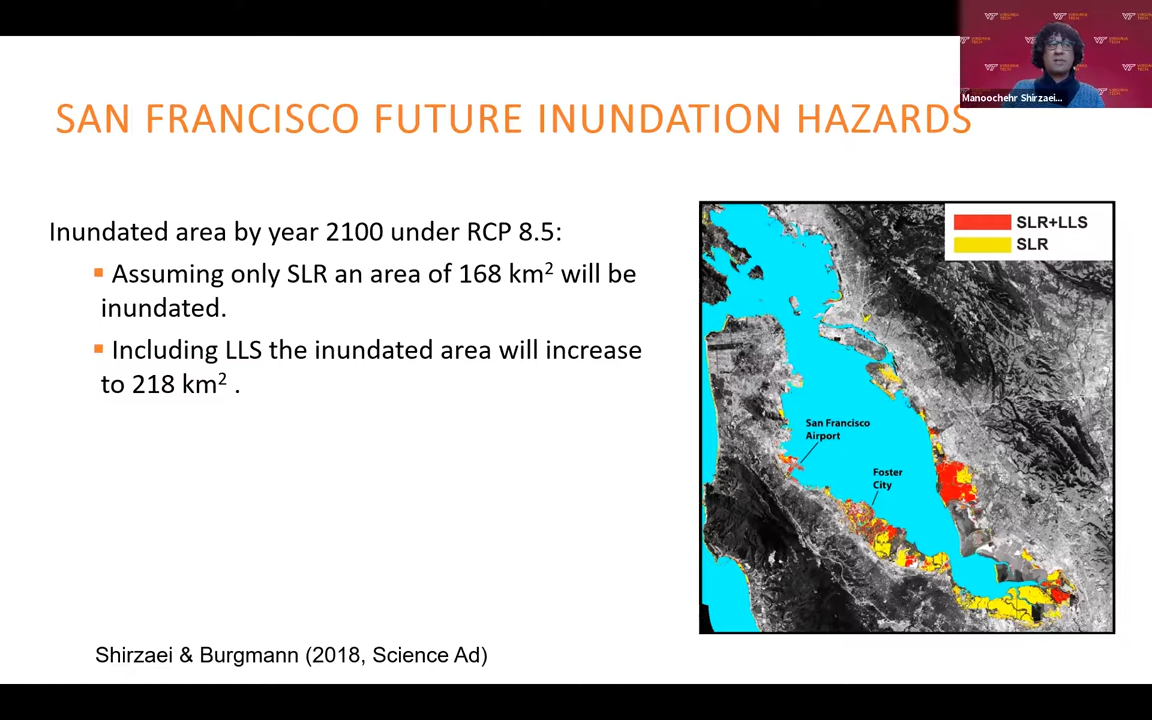 VIRGINIA TECH
Manoochehr Shirzaei...
SAN FRANCISCO FUTURE INUNDATION HAZARDS
Inundated area by year 2100 under RCP 8.5:
▪ Assuming only SLR an area of 168 km² will be
inundated.
▪ Including LLS the inundated area will increase
to 218 km² .
SLR+LLS
SLR
San Francisco
Airport
Foster
City
Shirzaei & Burgmann (2018, Science Ad)